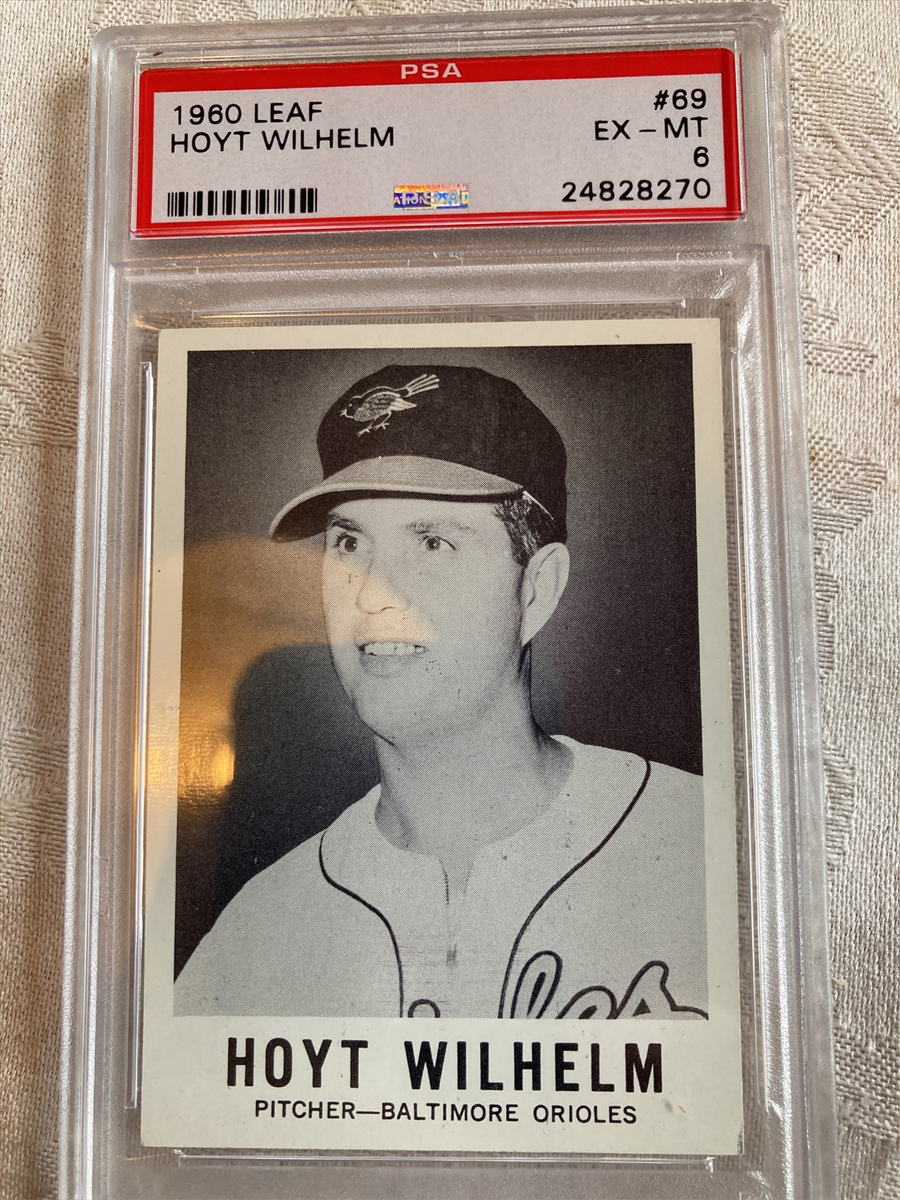 PSA
1960 LEAF #69
HOYT WILHELM EX - MT
6
24828270
HOYT WILHELM
PITCHER—BALTIMORE ORIOLES